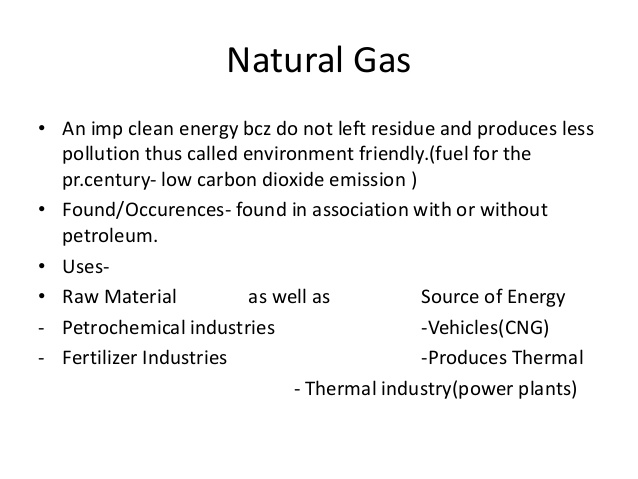 Natural Gas
• An imp clean energy bcz do not left residue and produces less
pollution thus called environment friendly.(fuel for the
pr.century- low carbon dioxide emission )
• Found/Occurences- found in association with or without
petroleum.
• Uses-
• Raw Material as well as Source of Energy
- Petrochemical industries -Vehicles(CNG)
- Fertilizer Industries -Produces Thermal
- Thermal industry(power plants)